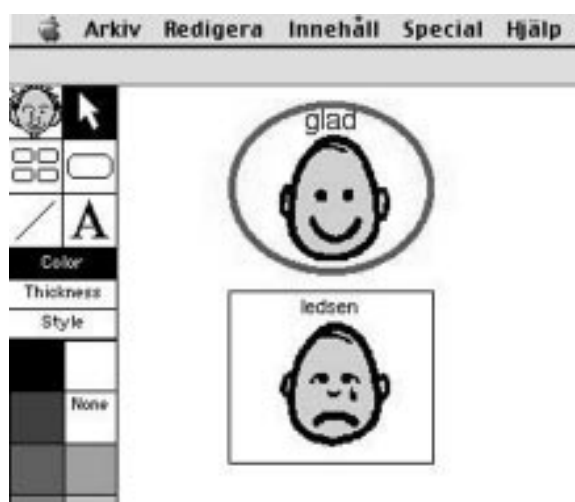 Arkiv Redigera Innehåll Special Hjälp
glad
A
Color
Thickness
ledsen
Style
None